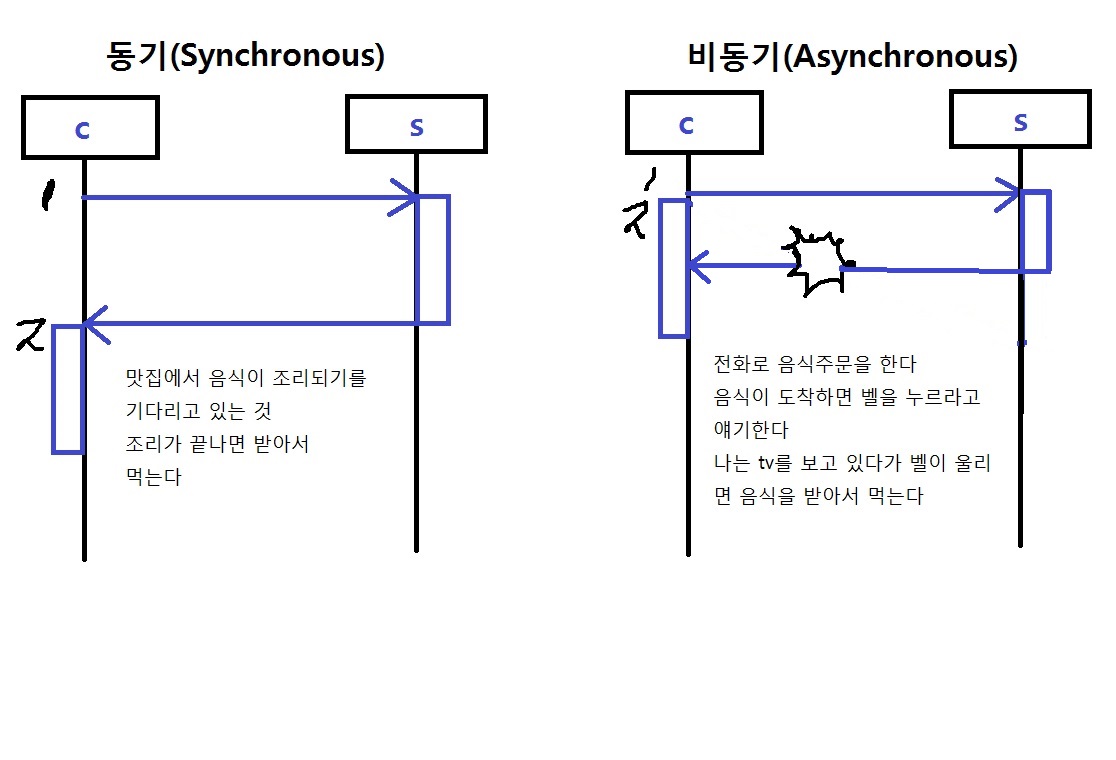 동기(Synchronous)
C
S
1
2
맛집에서 음식이 조리되기를
기다리고 있는 것
조리가 끝나면 받아서
먹는다
비동기(Asynchronous)
C
S
1
2
전화로 음식주문을 한다
음식이 도착하면 벨을 누르라고
얘기한다
나는 tv를 보고 있다가 벨이 울리
면 음식을 받아서 먹는다